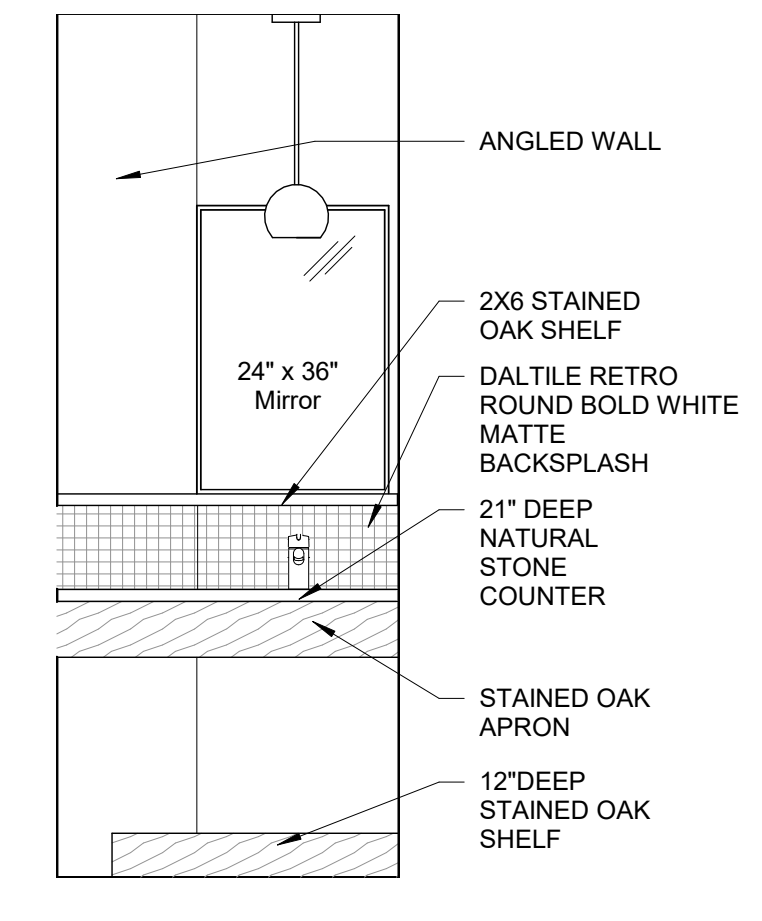 ANGLED WALL
2X6 STAINED
OAK SHELF
24" x 36"
Mirror
DALTILE RETRO
ROUND BOLD WHITE
MATTE
BACKSPLASH
21" DEEP
NATURAL
STONE
COUNTER
STAINED OAK
APRON
12"DEEP
STAINED OAK
SHELF